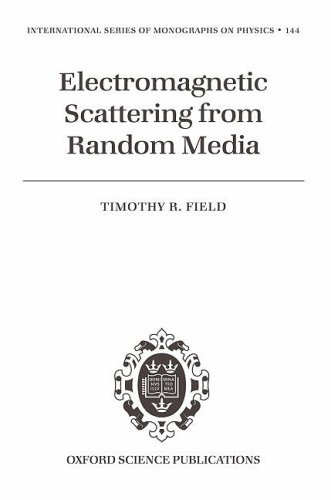 INTERNATIONAL SERIES OF MONOGRAPHS ON PHYSICS • 144
Electromagnetic
Scattering from
Random Media
TIMOTHY R. FIELD
OXFORD SCIENCE PUBLICATIONS